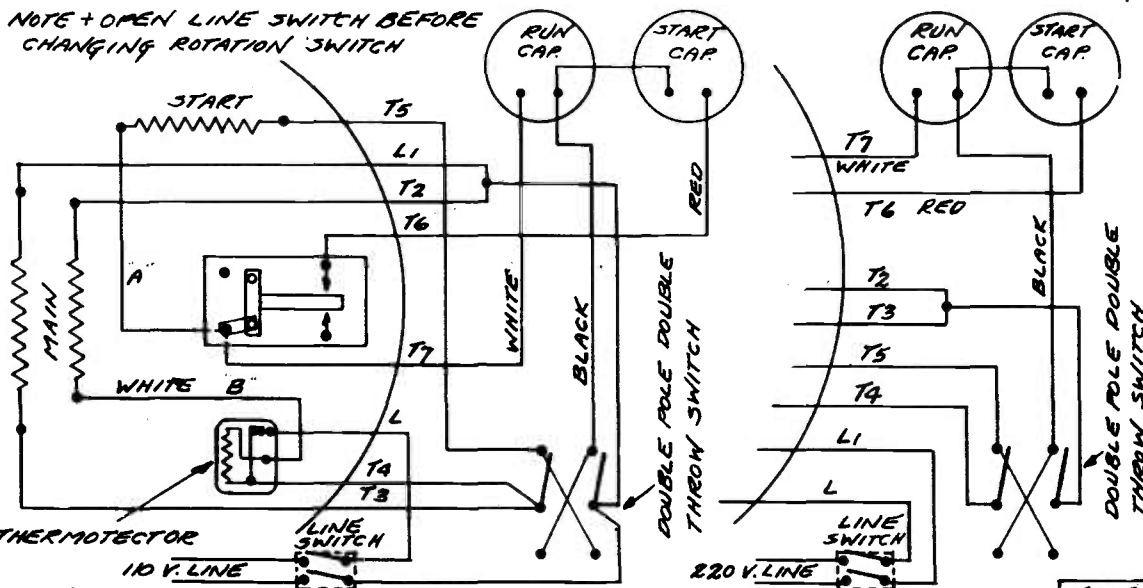 NOTE + OPEN LINE SWITCH BEFORE
CHANGING ROTATION SWITCH
RUN
CAP.
START
CAP.
START
T5
L1
T2
T6
RED
A
MAIN
WHITE
BLACK
T7
WHITE B
L
T4
T3
THERMOTECTOR
LINE
SWITCH
110 V. LINE
DOUBLE POLE DOUBLE
THROW SWITCH
RUN
CAP.
START
CAP.
T7
WHITE
T6 RED
BLACK
T2
T3
T5
T4
L1
L
LINE
SWITCH
220 V. LINE
DOUBLE POLE DOUBLE
THROW SWITCH